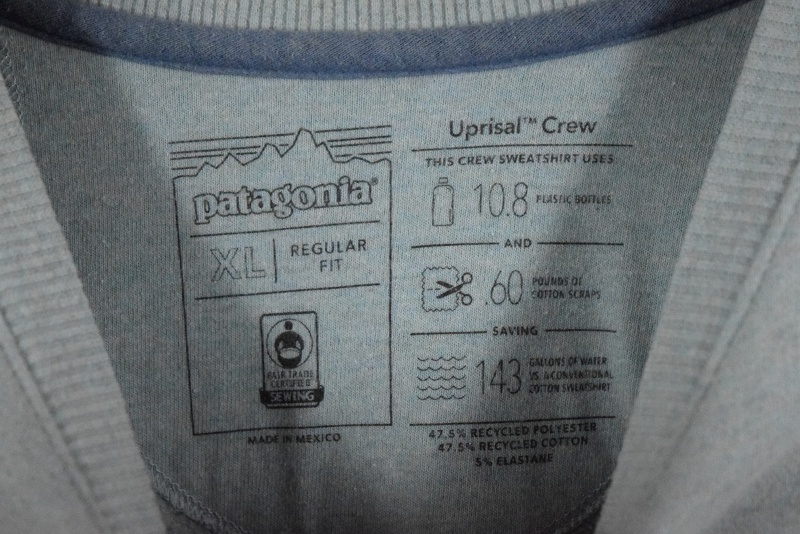 patagonia®
XL
REGULAR
FIT
FAIR TRADE
CERTIFIED
SEWING
MADE IN MEXICO
Uprisal™ Crew
THIS CREW SWEATSHIRT USES
10.8 PLASTIC BOTTLES
AND
.60 POUNDS OF
COTTON SCRAPS
SAVING
143 GALLONS OF WATER
VS. A CONVENTIONAL
COTTON SWEATSHIRT
47.5% RECYCLED POLYESTER
47.5% RECYCLED COTTON
5% ELASTANE